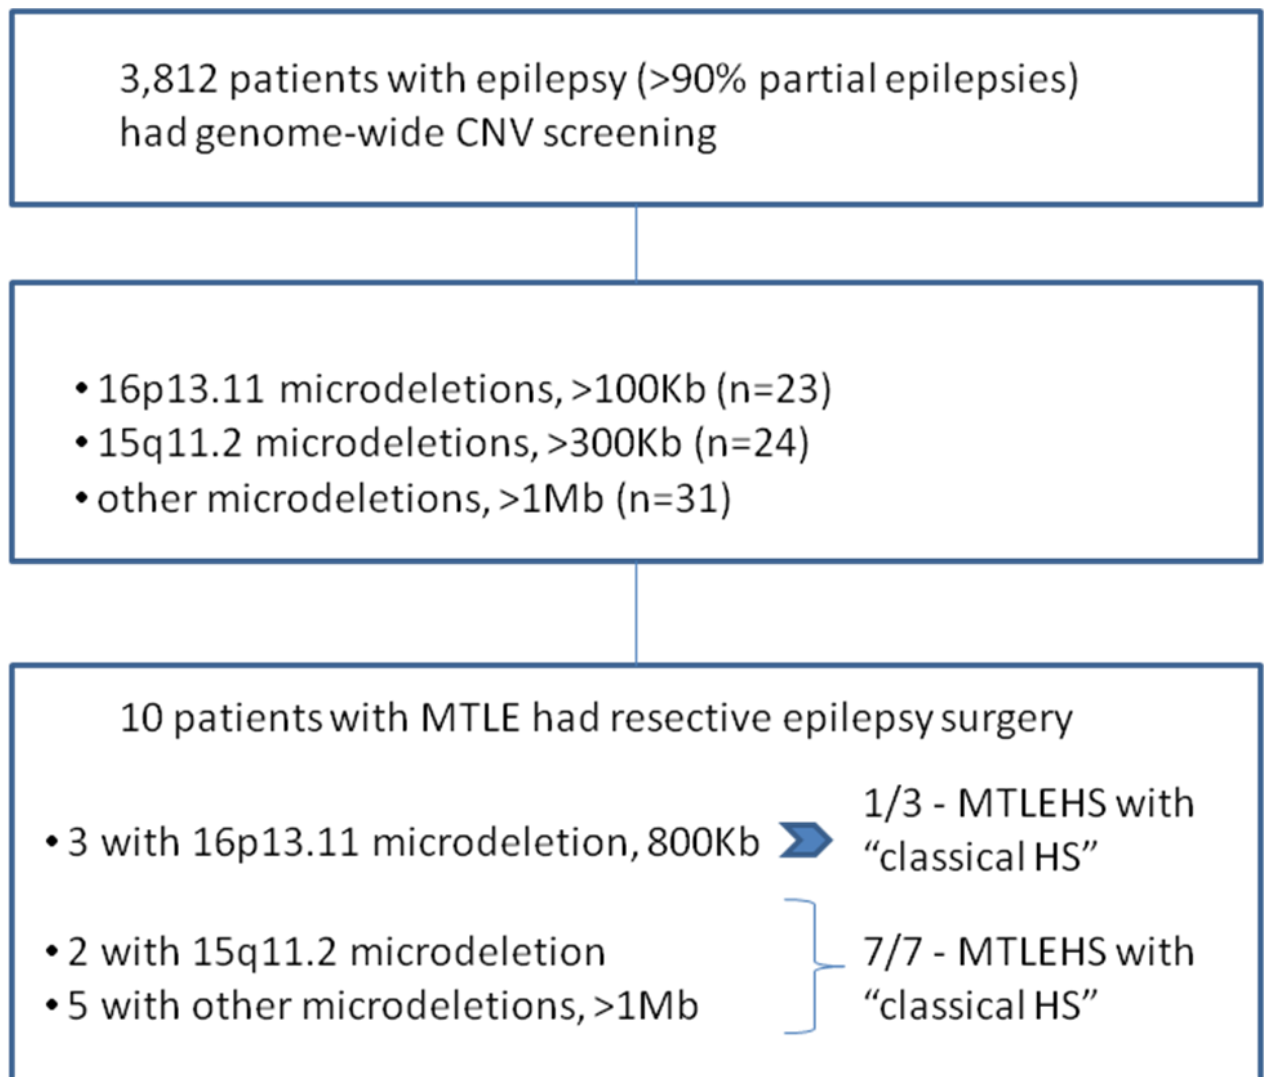 3,812 patients with epilepsy (>90% partial epilepsies)
had genome-wide CNV screening
• 16p13.11 microdeletions, >100Kb (n=23)
• 15q11.2 microdeletions, >300Kb (n=24)
• other microdeletions, >1Mb (n=31)
10 patients with MTLE had resective epilepsy surgery
• 3 with 16p13.11 microdeletion, 800Kb
1/3 - MTLEHS with
“classical HS”
• 2 with 15q11.2 microdeletion
• 5 with other microdeletions, >1Mb
7/7 - MTLEHS with
“classical HS”